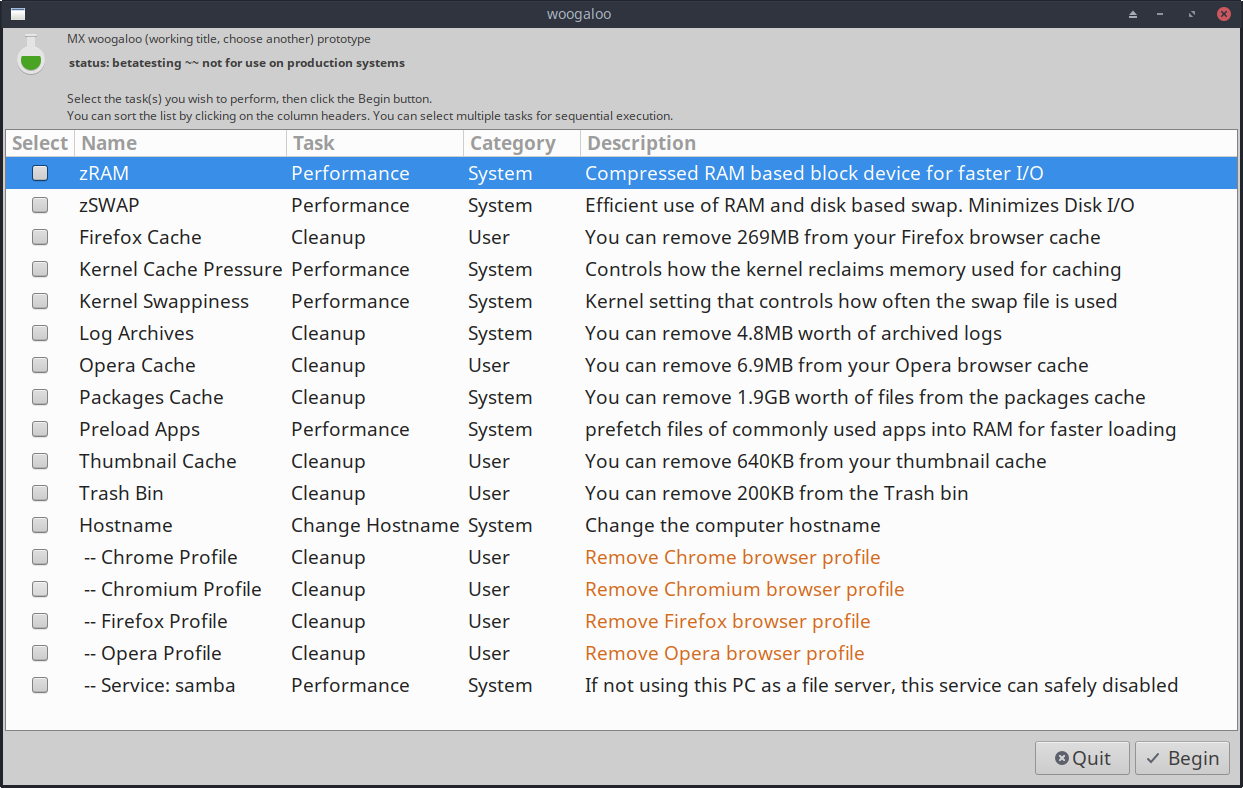 woogaloo
MX woogaloo (working title, choose another) prototype
status: betatesting ~~ not for use on production systems
Select the task(s) you wish to perform, then click the Begin button.
You can sort the list by clicking on the column headers. You can select multiple tasks for sequential execution.
Select Name Task Category Description
zRAM Performance System Compressed RAM based block device for faster I/O
zSWAP Performance System Efficient use of RAM and disk based swap. Minimizes Disk I/O
Firefox Cache Cleanup User You can remove 269MB from your Firefox browser cache
Kernel Cache Pressure Performance System Controls how the kernel reclaims memory used for caching
Kernel Swappiness Performance System Kernel setting that controls how often the swap file is used
Log Archives Cleanup System You can remove 4.8MB worth of archived logs
Opera Cache Cleanup User You can remove 6.9MB from your Opera browser cache
Packages Cache Cleanup System You can remove 1.9GB worth of files from the packages cache
Preload Apps Performance System prefetch files of commonly used apps into RAM for faster loading
Thumbnail Cache Cleanup User You can remove 640KB from your thumbnail cache
Trash Bin Cleanup User You can remove 200KB from the Trash bin
Hostname Change Hostname System Change the computer hostname
-- Chrome Profile Cleanup User Remove Chrome browser profile
-- Chromium Profile Cleanup User Remove Chromium browser profile
-- Firefox Profile Cleanup User Remove Firefox browser profile
-- Opera Profile Cleanup User Remove Opera browser profile
-- Service: samba Performance System If not using this PC as a file server, this service can safely disabled
Quit Begin